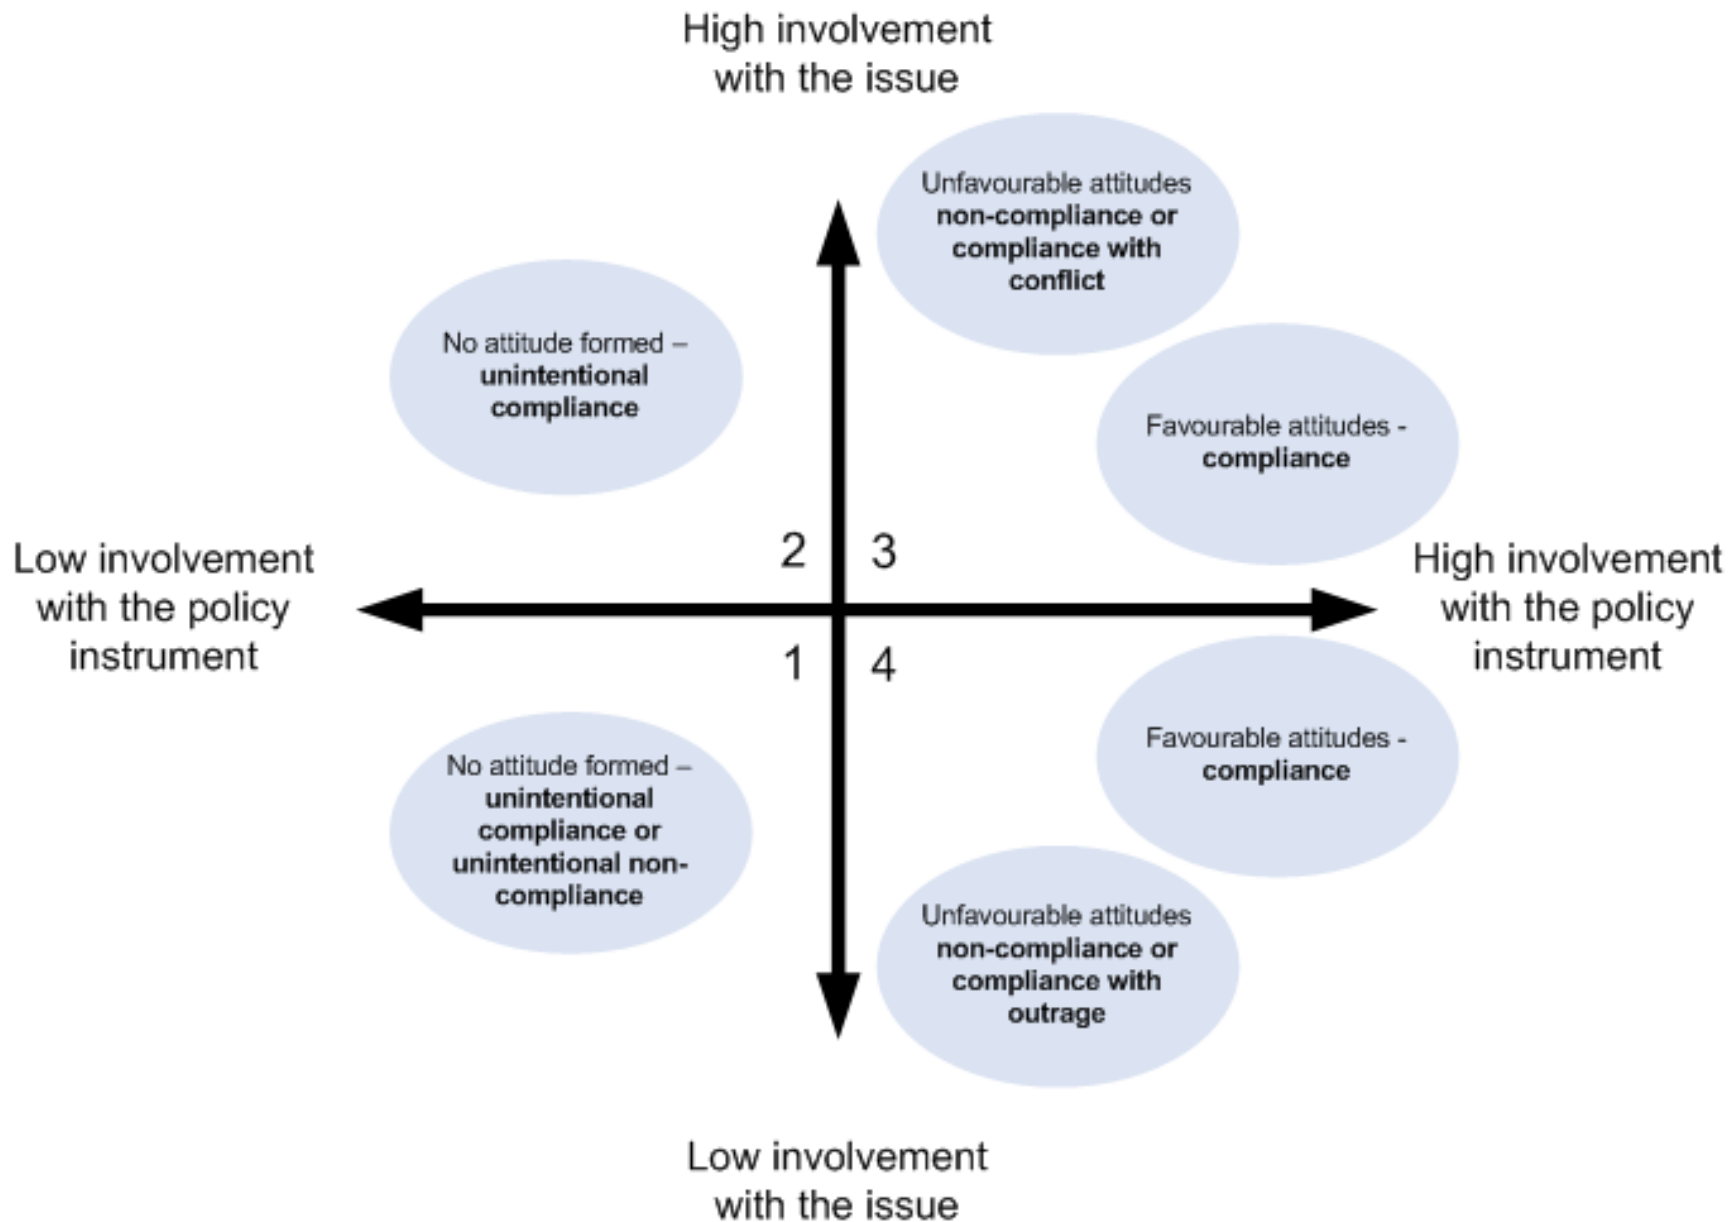 High involvement
with the issue
Unfavourable attitudes
non-compliance or
compliance with
conflict
No attitude formed –
unintentional
compliance
Favourable attitudes -
compliance
2
3
Low involvement
with the policy
instrument
High involvement
with the policy
instrument
1
4
Favourable attitudes -
compliance
No attitude formed –
unintentional
compliance or
unintentional non-
compliance
Unfavourable attitudes
non-compliance or
compliance with
outrage
Low involvement
with the issue